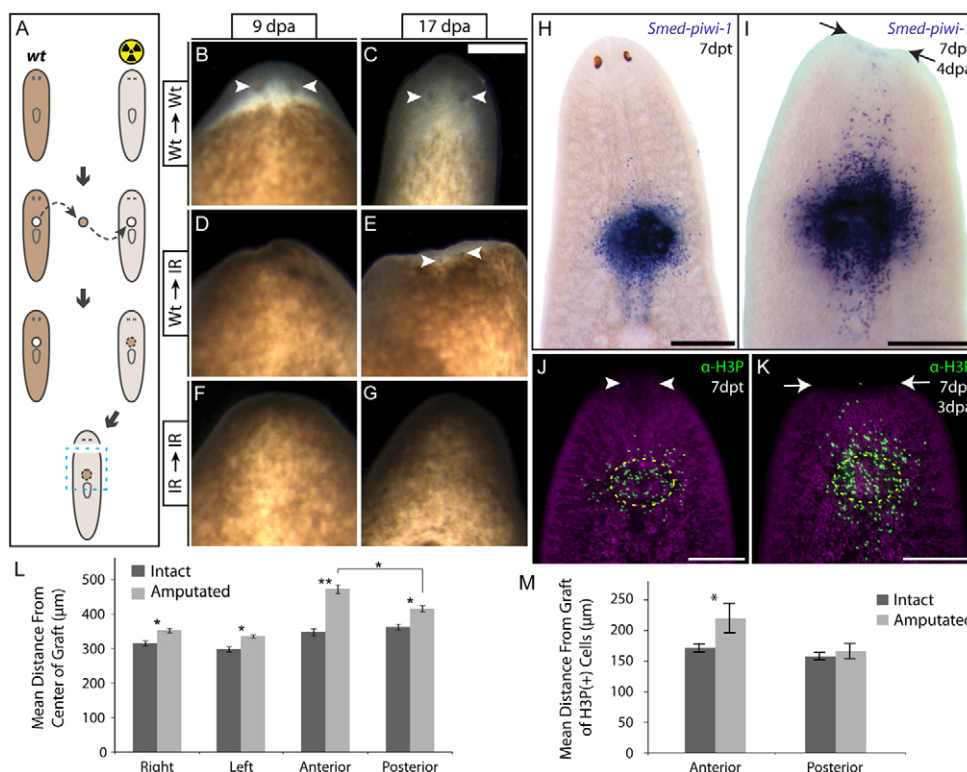 A
wt
9 dpa
17 dpa
B
C
Wt → Wt
D
E
Wt → IR
F
G
IR → IR
H
Smed-piwi-1
7dpt
I
Smed-piwi-
7dp
4dpa
J
α-H3P
7dpt
K
α-H3P
7dp
3dpa
L
Intact
Amputated
Mean Distance From
Center of Graft (µm)
500
400
300
200
100
0
*
*
**
*
*
Right
Left
Anterior
Posterior
M
Intact
Amputated
Mean Distance From Graft
of H3P(+) Cells (µm)
250
200
150
100
50
0
*
Anterior
Posterior